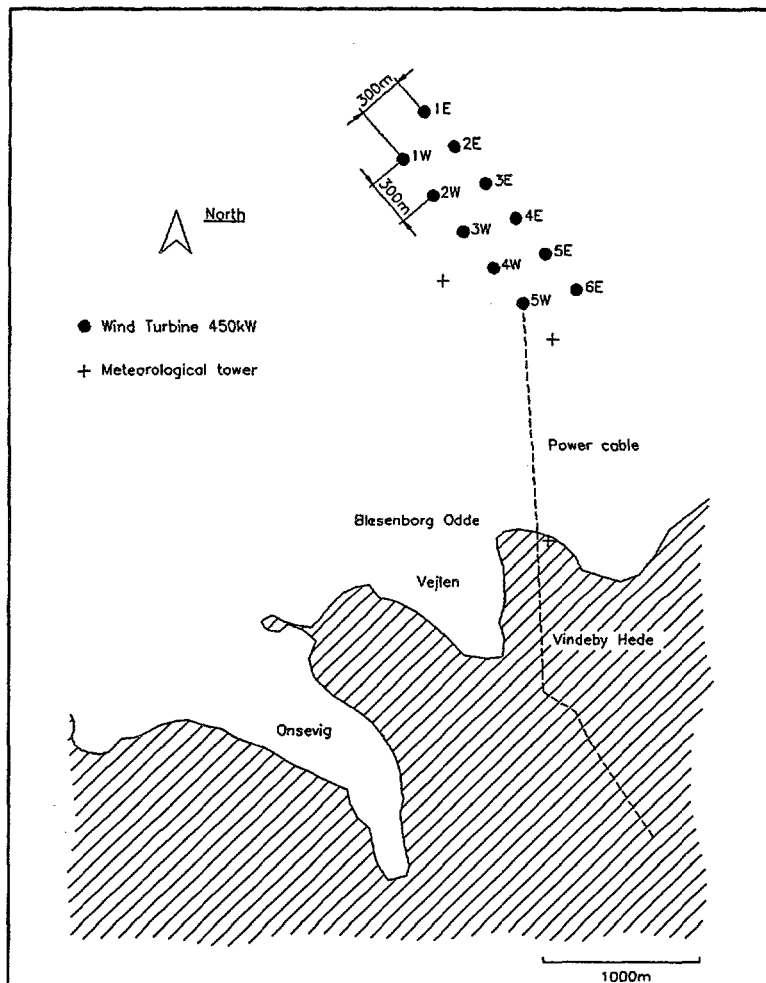 300m
1E
2E
1W
3E
300m
2W
4E
3W
North
5E
4W
6E
5W
Wind Turbine 450kW
Meteorological tower
Power cable
Blæsenborg Odde
Vejlen
Vindeby Hede
Onsevig
1000m